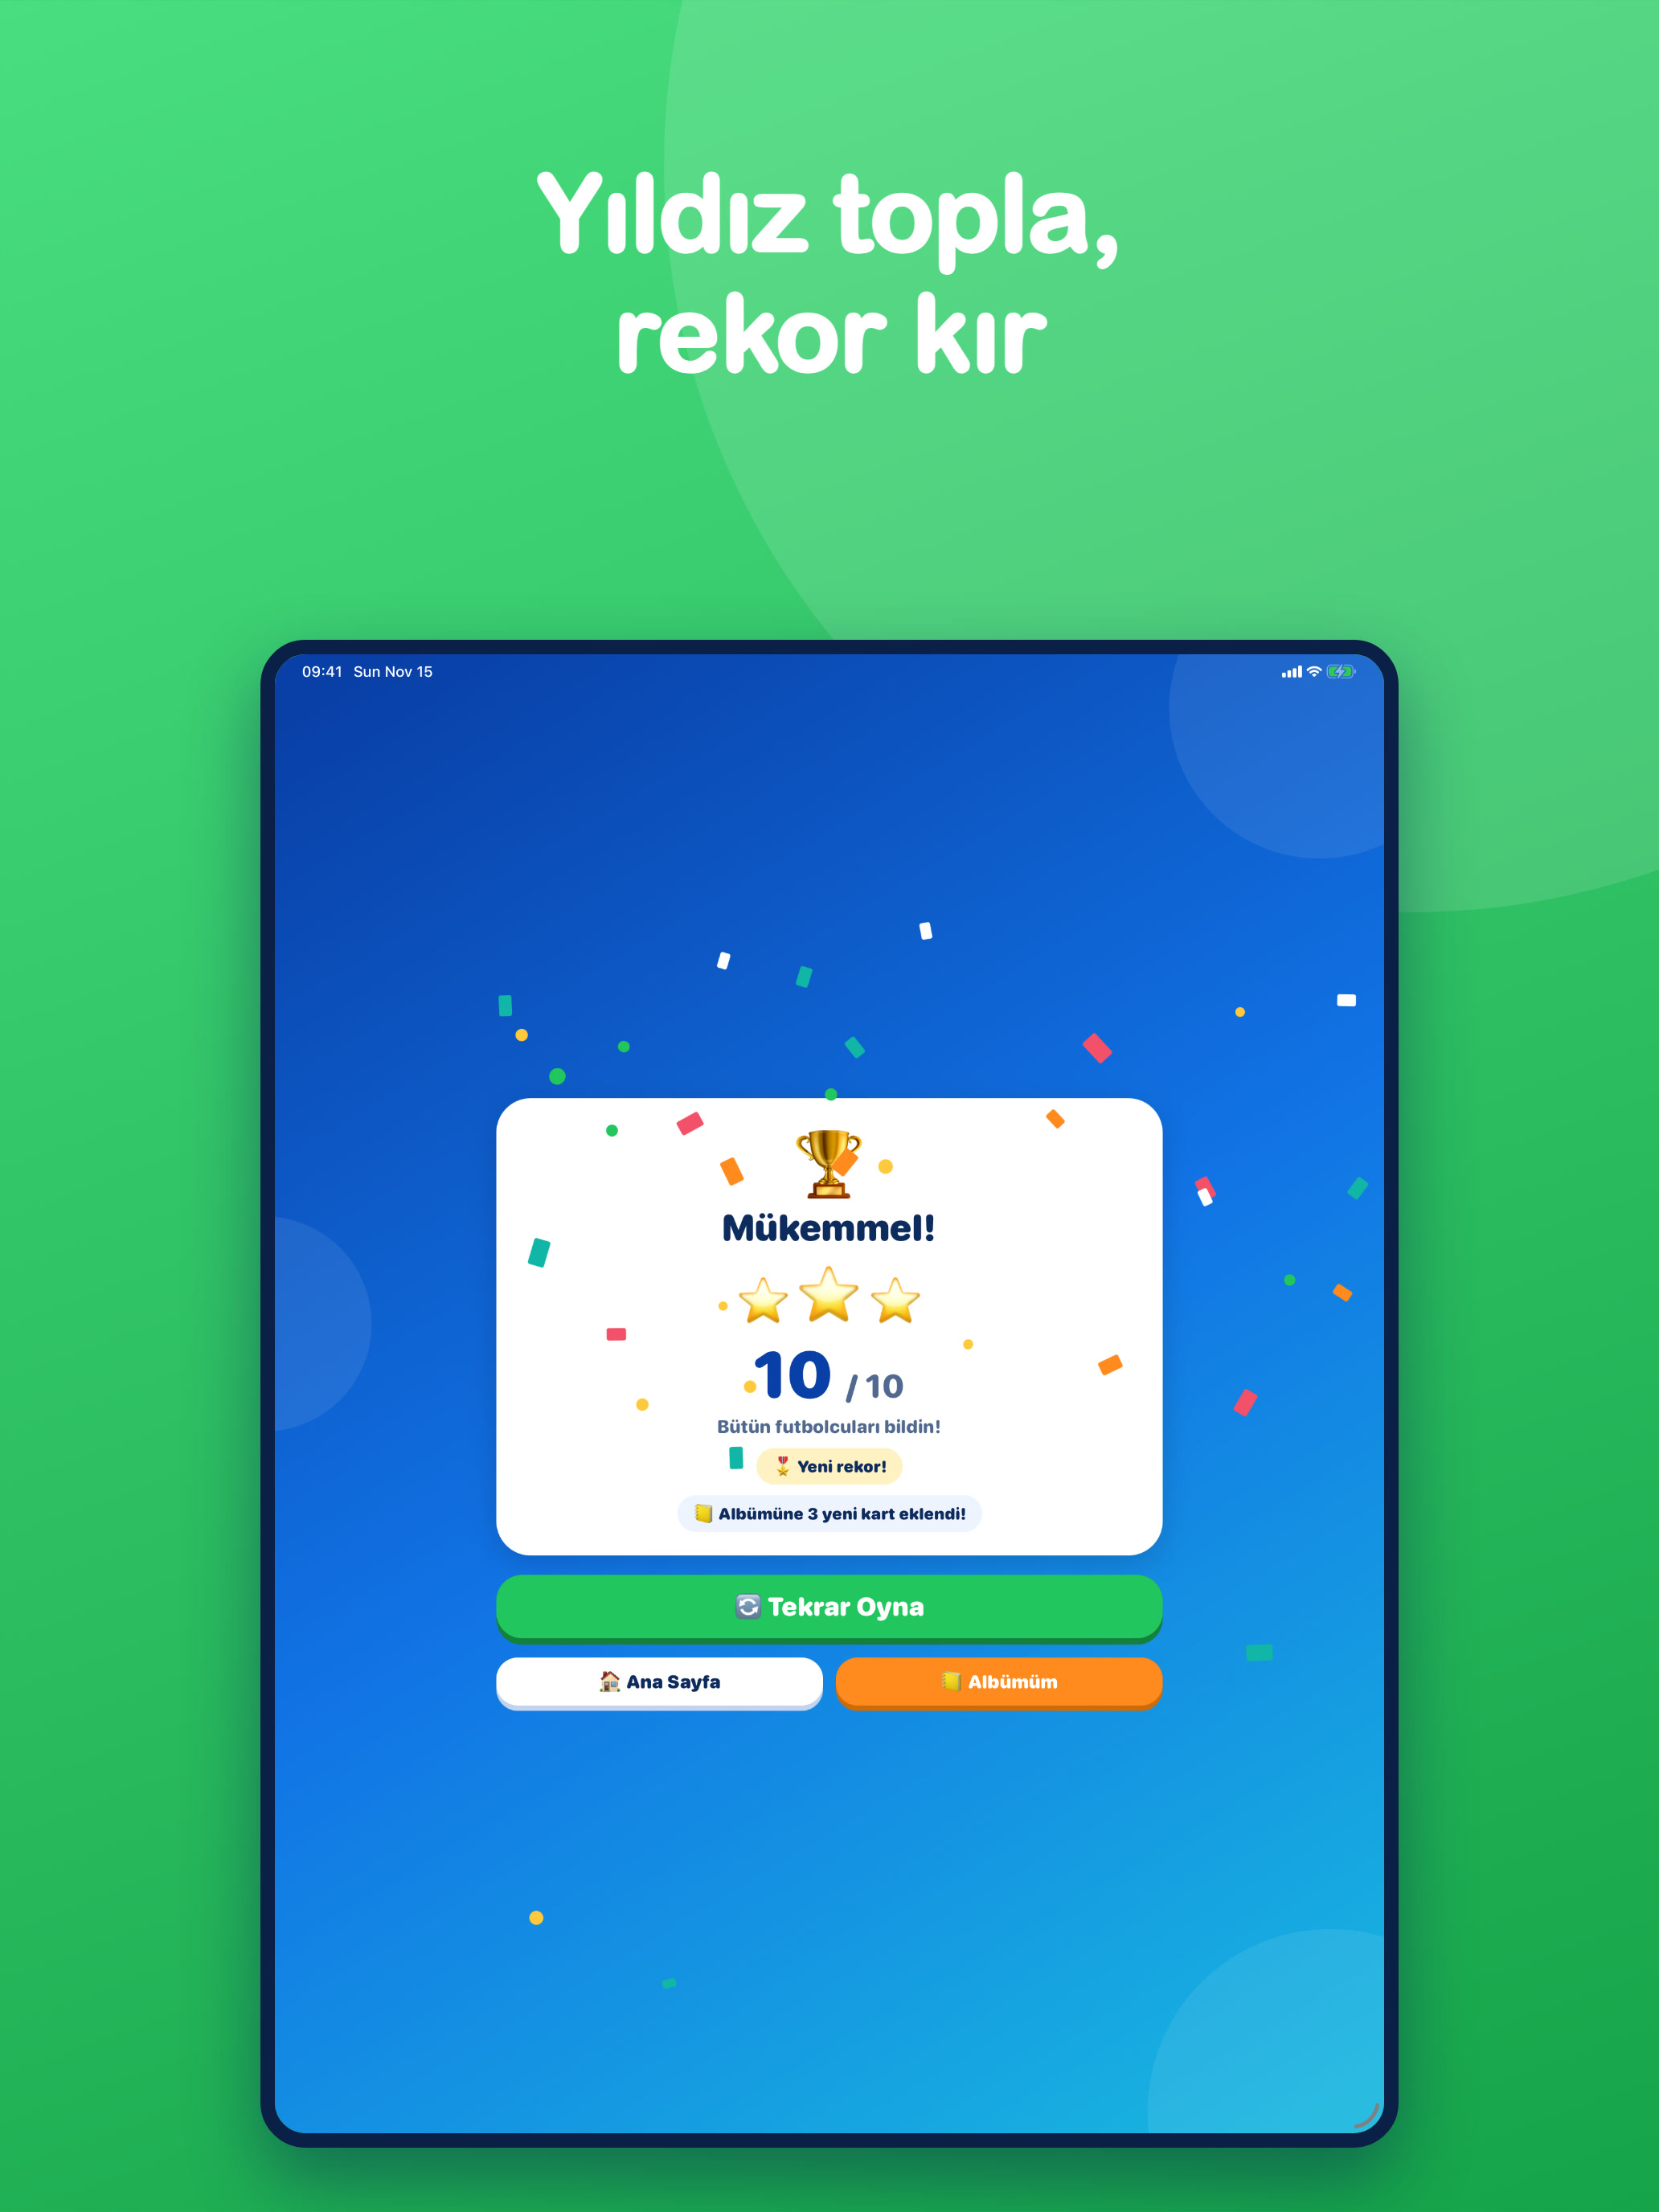 Yıldız topla,
rekor kır
09:41 Sun Nov 15
Mükemmel!
10 / 10
Bütün futbolcuları bildin!
Yeni rekor!
Albümüne 3 yeni kart eklendi!
Tekrar Oyna
Ana Sayfa
Albümüm